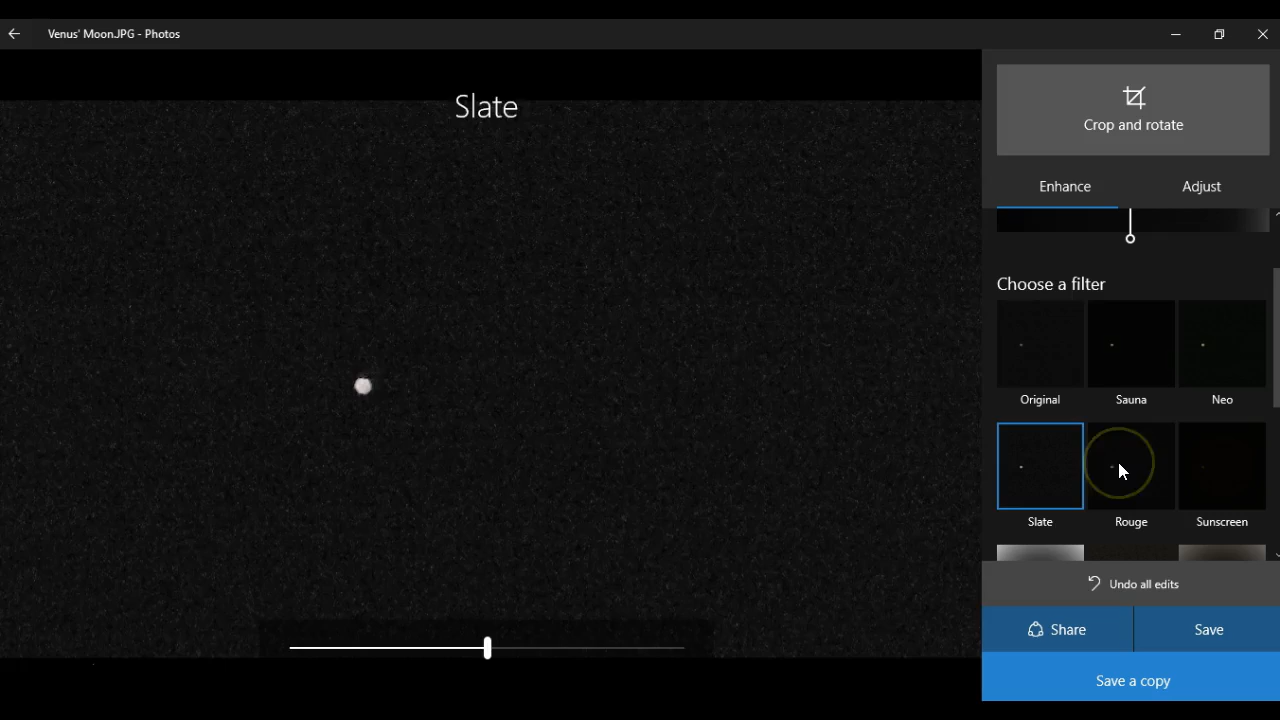 Venus' Moon.JPG - Photos
Slate
Crop and rotate
Enhance
Adjust
Choose a filter
Original
Sauna
Neo
Slate
Rouge
Sunscreen
Undo all edits
Share
Save
Save a copy